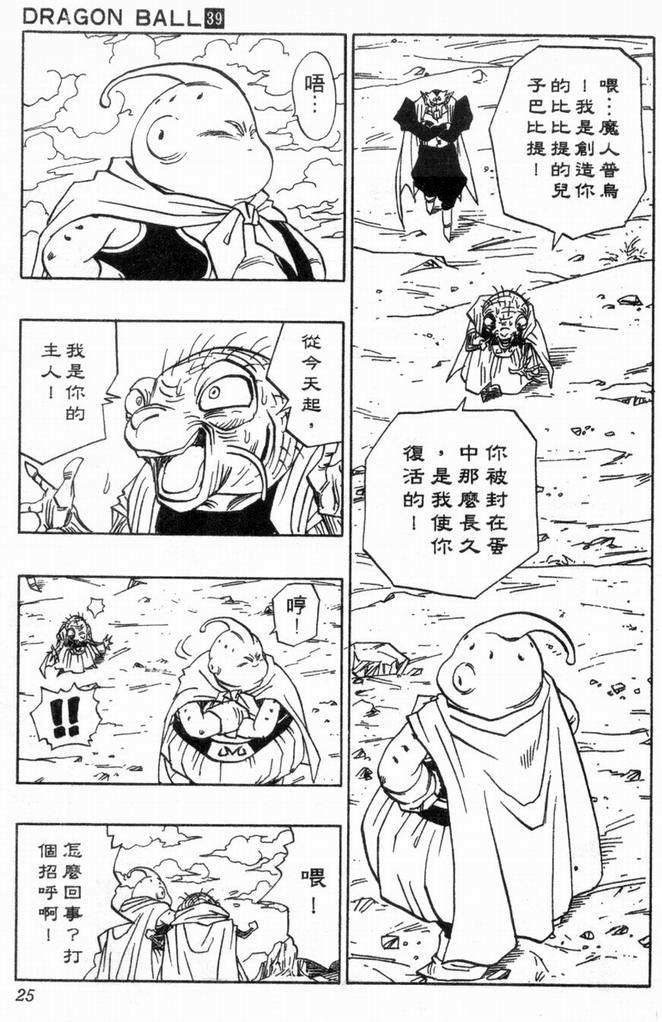 DRAGON BALL 39
喂⋯魔人普烏
！我是創造你
的比比提的兒
子巴比提！
你被封在蛋
中那麼長久
，是我使你
復活的！
唔⋯
從今天起，
我是你的
主人！
哼！
!!
喂！
怎麼回事？打
個招呼啊！
25